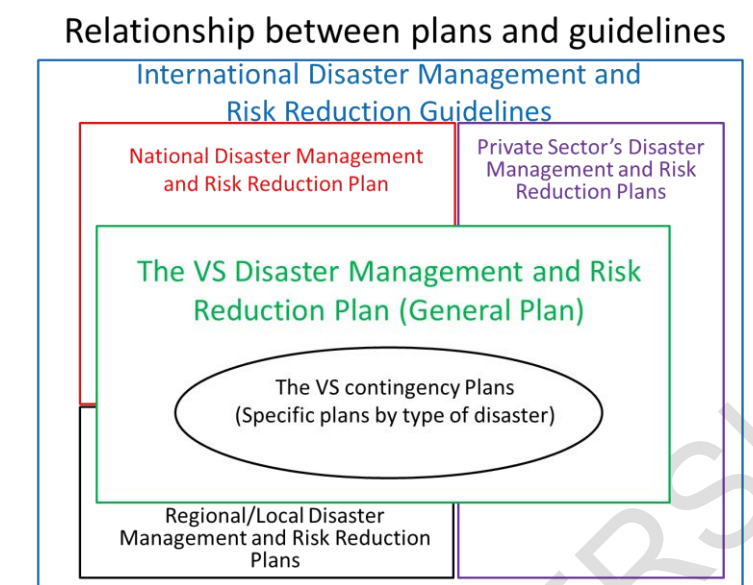 Relationship between plans and guidelines
International Disaster Management and
Risk Reduction Guidelines
National Disaster Management
and Risk Reduction Plan
Private Sector's Disaster
Management and Risk
Reduction Plans
The VS Disaster Management and Risk
Reduction Plan (General Plan)
The VS contingency Plans
(Specific plans by type of disaster)
Regional/Local Disaster
Management and Risk Reduction
Plans